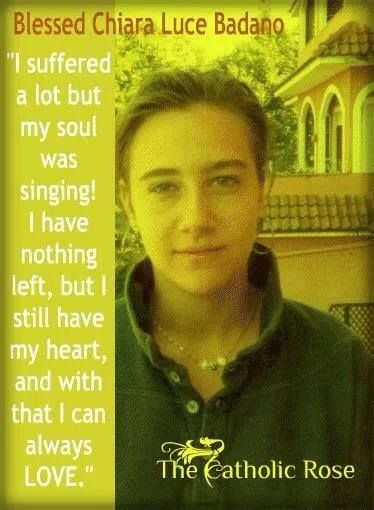 Blessed Chiara Luce Badano
"I suffered
a lot but
my soul
was
singing!
I have
nothing
left, but I
still have
my heart,
and with
that I can
always
LOVE."
The Catholic Rose